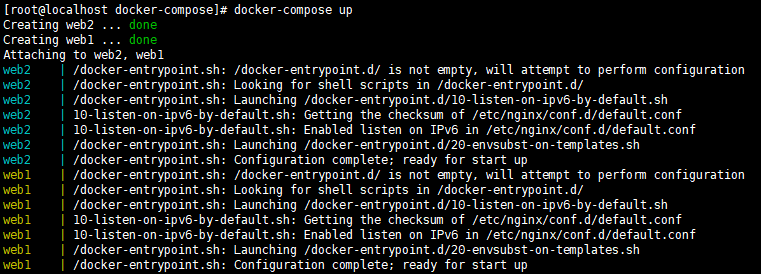 [root@localhost docker-compose]# docker-compose up
Creating web2 ... done
Creating web1 ... done
Attaching to web2, web1
web2    | /docker-entrypoint.sh: /docker-entrypoint.d/ is not empty, will attempt to perform configuration
web2    | /docker-entrypoint.sh: Looking for shell scripts in /docker-entrypoint.d/
web2    | /docker-entrypoint.sh: Launching /docker-entrypoint.d/10-listen-on-ipv6-by-default.sh
web2    | 10-listen-on-ipv6-by-default.sh: Getting the checksum of /etc/nginx/conf.d/default.conf
web2    | 10-listen-on-ipv6-by-default.sh: Enabled listen on IPv6 in /etc/nginx/conf.d/default.conf
web2    | /docker-entrypoint.sh: Launching /docker-entrypoint.d/20-envsubst-on-templates.sh
web2    | /docker-entrypoint.sh: Configuration complete; ready for start up
web1    | /docker-entrypoint.sh: /docker-entrypoint.d/ is not empty, will attempt to perform configuration
web1    | /docker-entrypoint.sh: Looking for shell scripts in /docker-entrypoint.d/
web1    | /docker-entrypoint.sh: Launching /docker-entrypoint.d/10-listen-on-ipv6-by-default.sh
web1    | 10-listen-on-ipv6-by-default.sh: Getting the checksum of /etc/nginx/conf.d/default.conf
web1    | 10-listen-on-ipv6-by-default.sh: Enabled listen on IPv6 in /etc/nginx/conf.d/default.conf
web1    | /docker-entrypoint.sh: Launching /docker-entrypoint.d/20-envsubst-on-templates.sh
web1    | /docker-entrypoint.sh: Configuration complete; ready for start up